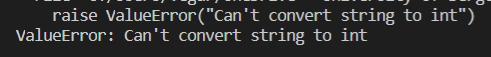 raise ValueError("Can't convert string to int")
ValueError: Can't convert string to int